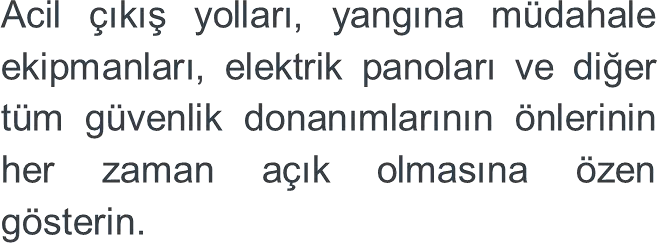 Acil çıkış yolları, yangına müdahale
ekipmanları, elektrik panoları ve diğer
tüm güvenlik donanımlarının önlerinin
her zaman açık olmasına özen
gösterin.